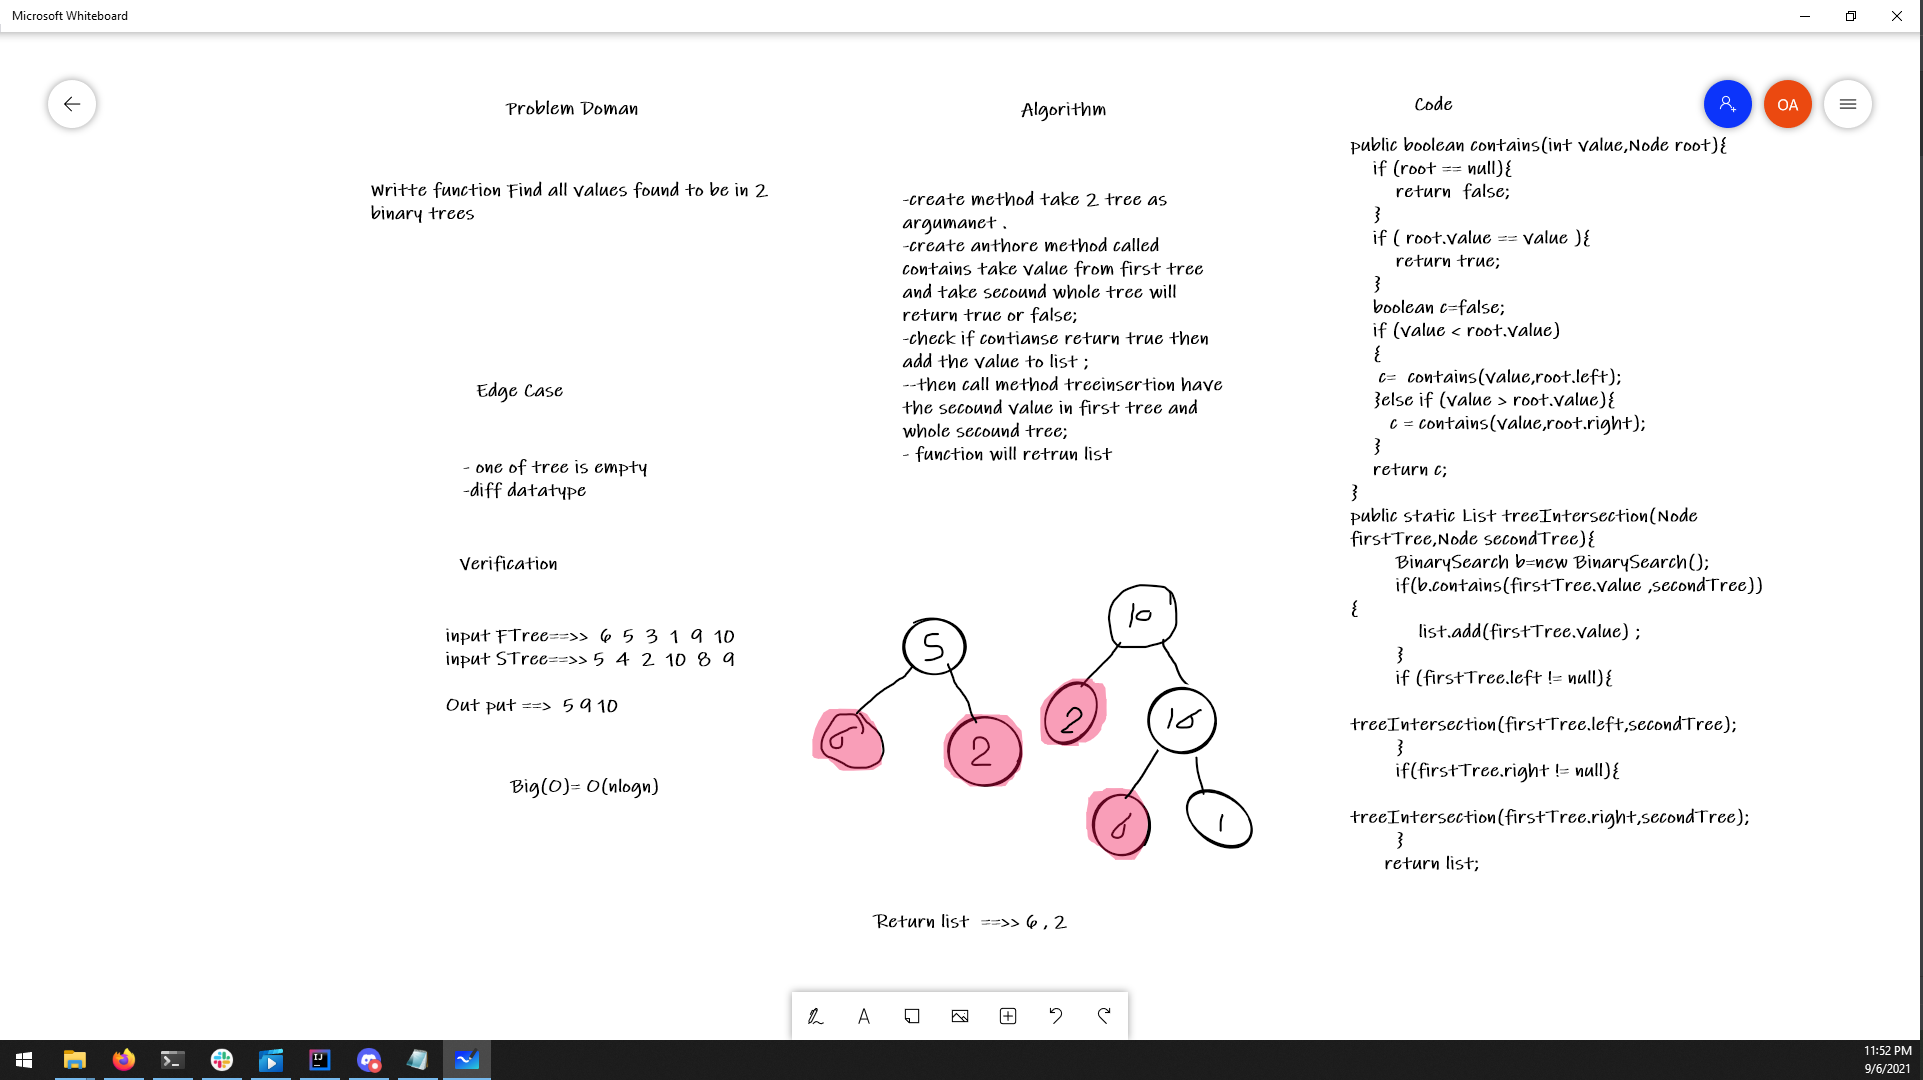 Microsoft Whiteboard
Problem Doman
Writte function Find all values found to be in 2
binary trees
Edge Case
- one of tree is empty
-diff datatype
Verification
input FTree==>> 6 5 3 1 9 10
input STree==>> 5 4 2 10 8 9
Out put ==> 5 9 10
Big(O)= O(nlogn)
Algorithm
-create method take 2 tree as
argumanet .
-create anthore method called
contains take value from first tree
and take secound whole tree will
return true or false;
-check if contianse return true then
add the value to list ;
--then call method treeinsertion have
the secound value in first tree and
whole secound tree;
- function will retrun list
5
6
2
10
2
16
6
1
Return list ==>> 6 , 2
Code
OA
public boolean contains(int value,Node root){
if (root == null){
return false;
}
if ( root.value == value ){
return true;
}
boolean c=false;
if (value < root.value)
{
c= contains(value,root.left);
}else if (value > root.value){
c = contains(value,root.right);
}
return c;
}
public static List treeIntersection(Node
firstTree,Node secondTree){
BinarySearch b=new BinarySearch();
if(b.contains(firstTree.value ,secondTree))
{
list.add(firstTree.value) ;
}
if (firstTree.left != null){
treeIntersection(firstTree.left,secondTree);
}
if(firstTree.right != null){
treeIntersection(firstTree.right,secondTree);
}
return list;
11:52 PM
9/6/2021